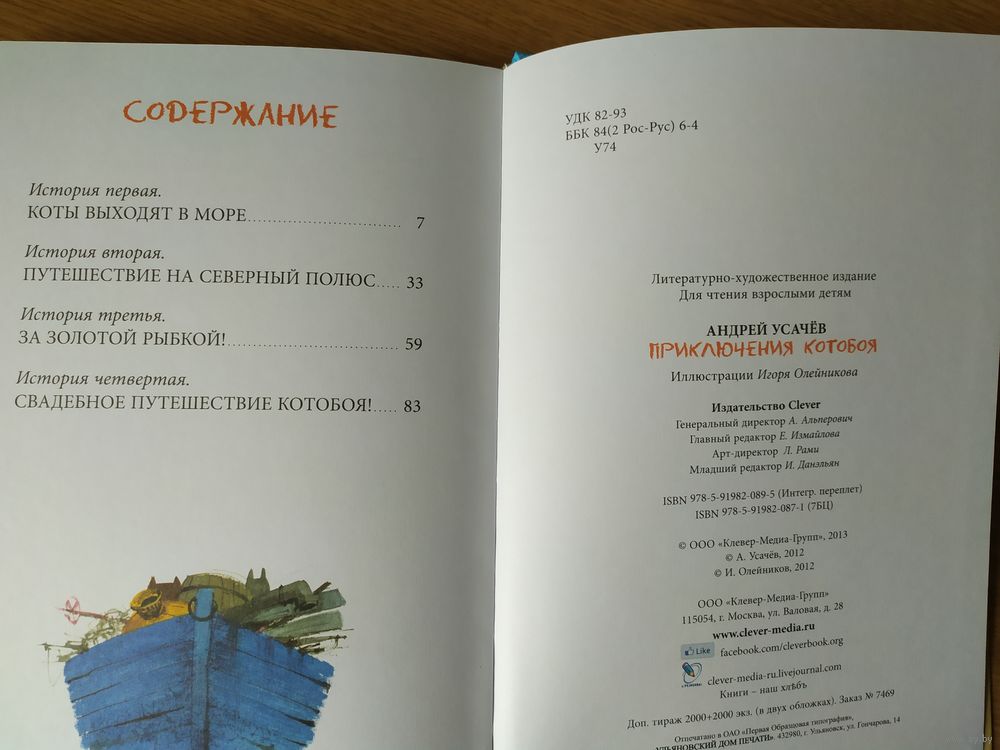 СОДЕРЖАНИЕ
История первая.
КОТЫ ВЫХОДЯТ В МОРЕ 7
История вторая.
ПУТЕШЕСТВИЕ НА СЕВЕРНЫЙ ПОЛЮС 33
История третья.
ЗА ЗОЛОТОЙ РЫБКОЙ! 59
История четвертая.
СВАДЕБНОЕ ПУТЕШЕСТВИЕ КОТОБОЯ! 83
УДК 82-93
ББК 84(2 Рос-Рус) 6-4
У74
Литературно-художественное издание
Для чтения взрослыми детям
АНДРЕЙ УСАЧЁВ
ПРИКЛЮЧЕНИЯ КОТОБОЯ
Иллюстрации Игоря Олейникова
Издательство Clever
Генеральный директор А. Альперович
Главный редактор Е. Измайлова
Арт-директор Л. Рами
Младший редактор И. Данэльян
ISBN 978-5-91982-089-5 (Интегр. переплет)
ISBN 978-5-91982-087-1 (7БЦ)
© ООО «Клевер-Медиа-Групп», 2013
© А. Усачёв, 2012
© И. Олейников, 2012
ООО «Клевер-Медиа-Групп»
115054, г. Москва, ул. Валовая, д. 28
www.clever-media.ru
Like facebook.com/cleverbook.org
clever-media-ru.livejournal.com
Книги – наш хлѣбъ
Доп. тираж 2000+2000 экз. (в двух обложках). Заказ № 7469
Отпечатано в ОАО «Первая Образцовая типография»,
УЛЬЯНОВСКИЙ ДОМ ПЕЧАТИ». 432980, г. Ульяновск, ул. Гончарова, 14